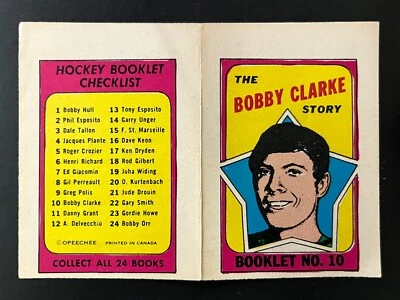 HOCKEY BOOKLET
CHECKLIST
1 Bobby Hull
2 Phil Esposito
3 Dale Tallon
4 Jacques Plante
5 Roger Crozier
6 Henri Richard
7 Ed Giacomin
8 Gil Perreault
9 Greg Polis
10 Bobby Clarke
11 Danny Grant
12 A. Delvecchio
13 Tony Esposito
14 Garry Unger
15 F. St. Marseille
16 Dave Keon
17 Ken Dryden
18 Rod Gilbert
19 Juha Widing
20 O. Kurtenbach
21 Jude Drouin
22 Gary Smith
23 Gordie Howe
24 Bobby Orr
© OPEECHEE PRINTED IN CANADA
COLLECT ALL 24 BOOKS
THE
BOBBY CLARKE
STORY
BOOKLET NO. 10